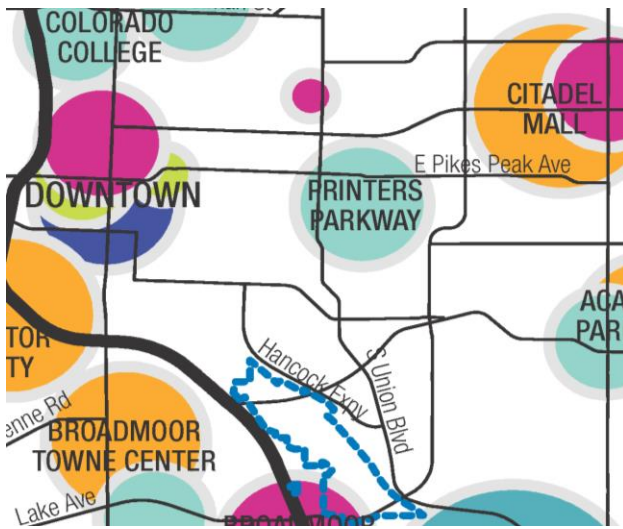 COLORADO
COLLEGE
CITADEL
MALL
E Pikes Peak Ave
DOWNTOWN
PRINTERS
PARKWAY
ACA
PAR
TOR
TY
Hancock Expy
S Union Blvd
enne Rd
BROADMOOR
TOWNE CENTER
Lake Ave
BROADMOOR